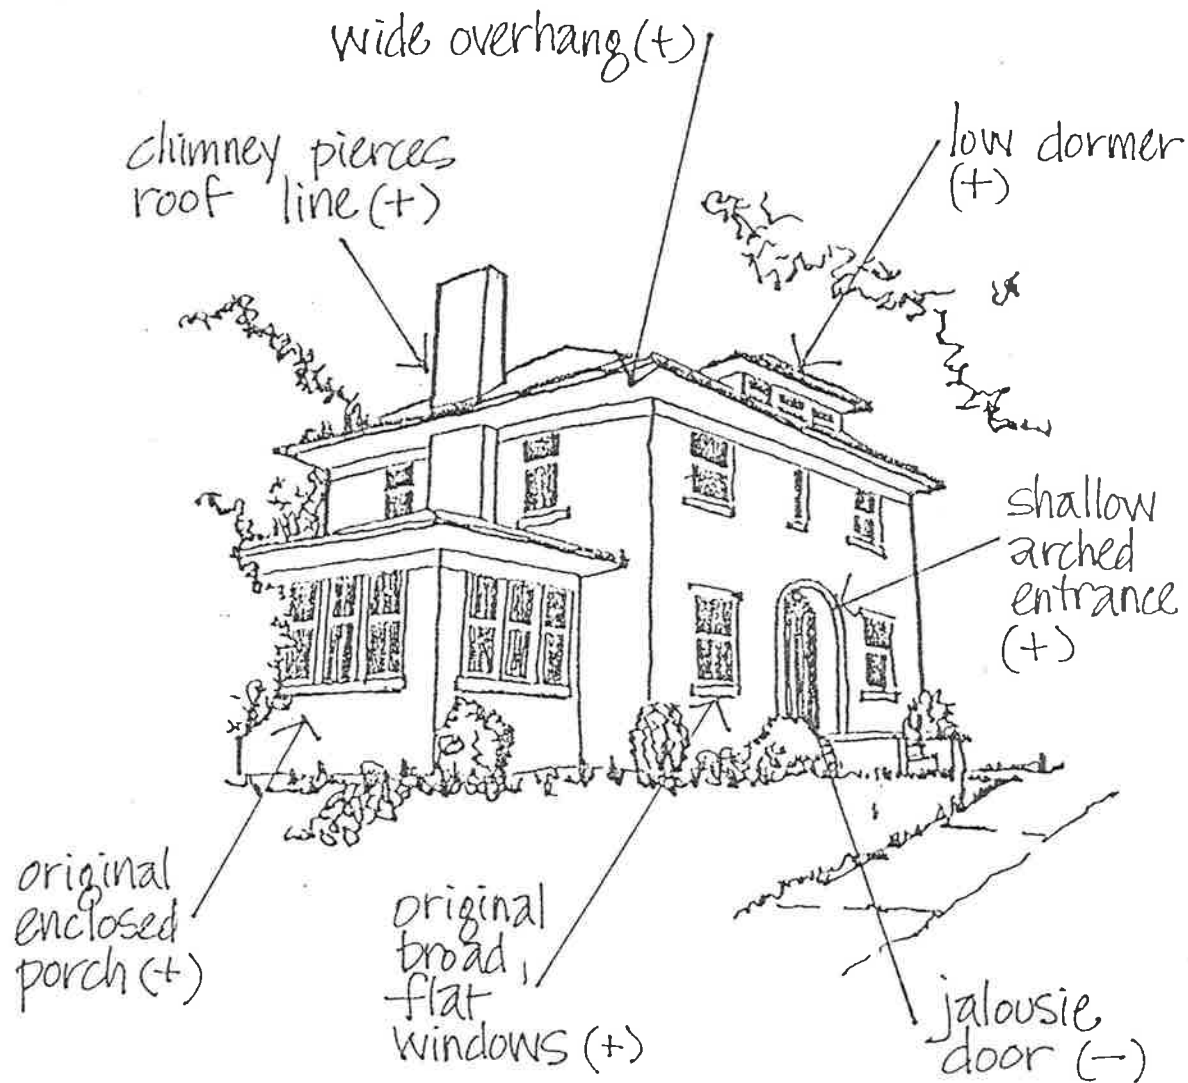 wide overhang (+)
chimney pierces
roof line (+)
low dormer
(+)
shallow
arched
entrance
(+)
original
enclosed
porch (+)
original
broad,
flat
windows (+)
jalousie
door (-)